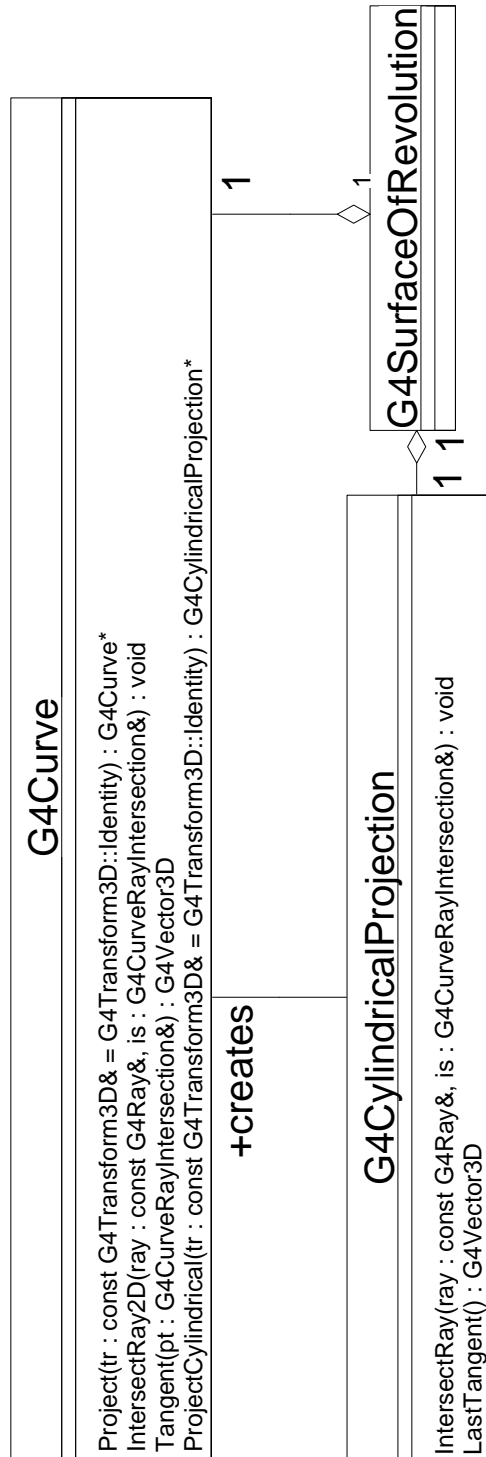 G4Curve
Project(tr : const G4Transform3D& = G4Transform3D::Identity) : G4Curve*
IntersectRay2D(ray : const G4Ray&, is : G4CurveRayIntersection&) : void
Tangent(pt : G4CurveRayIntersection&) : G4Vector3D
ProjectCylindrical(tr : const G4Transform3D& = G4Transform3D::Identity) : G4CylindricalProjection*
+creates
1
1
G4CylindricalProjection
IntersectRay(ray : const G4Ray&, is : G4CurveRayIntersection&) : void
LastTangent() : G4Vector3D
1
1
G4SurfaceOfRevolution